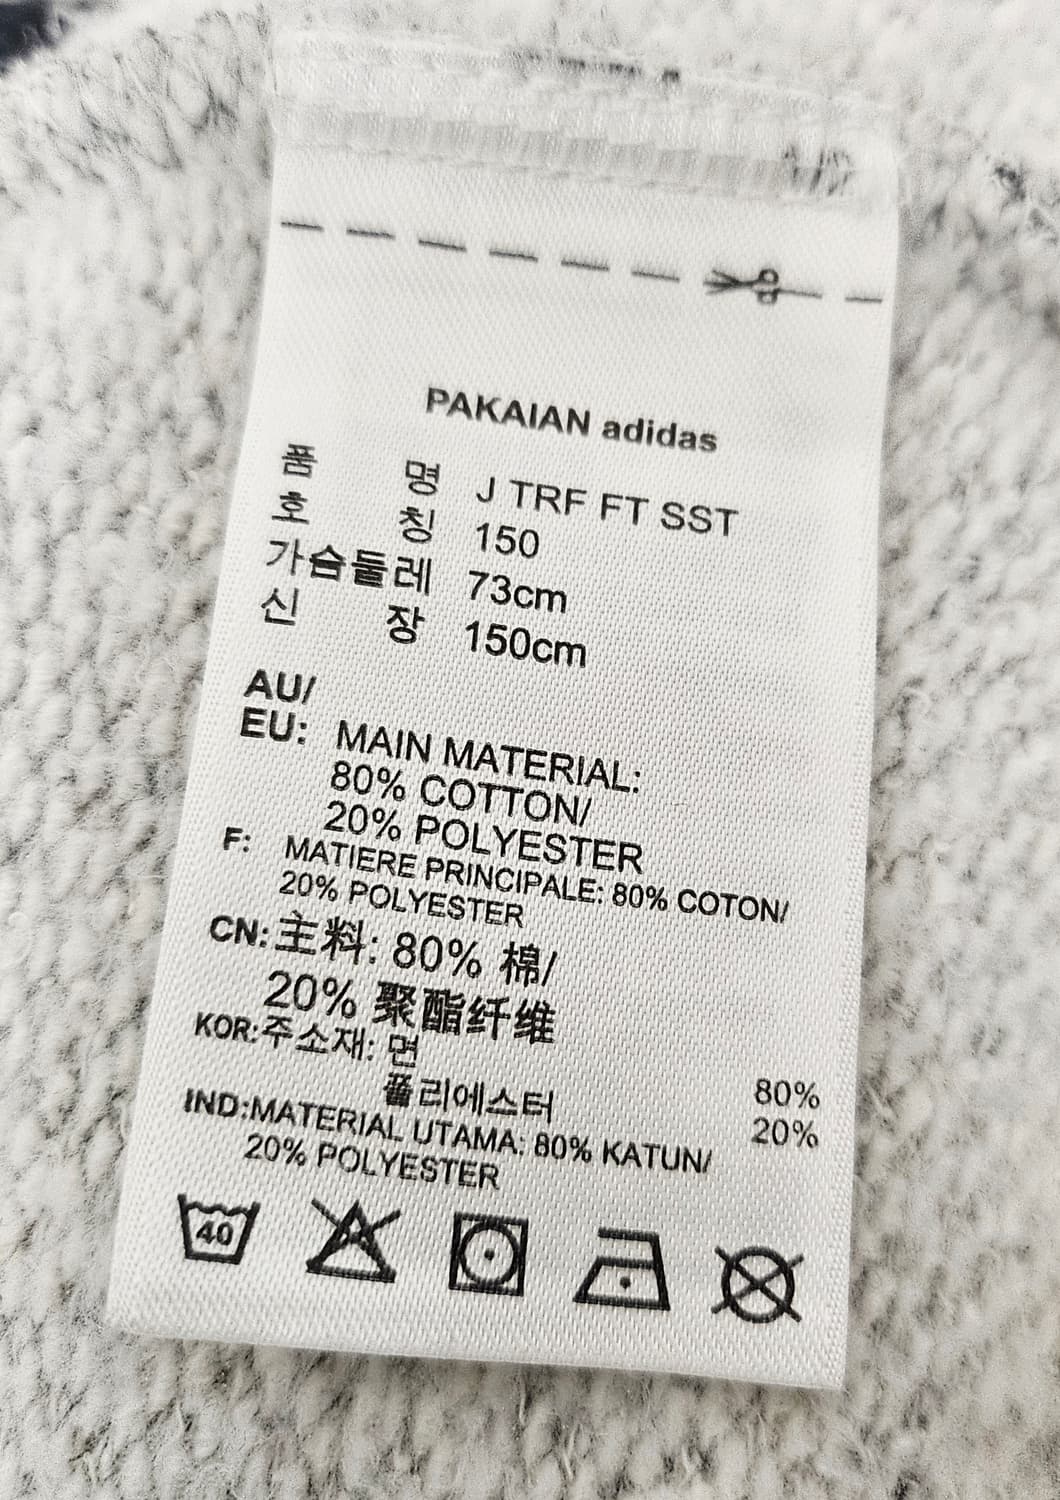 PAKAIAN adidas
품 명 J TRF FT SST
호 칭 150
가슴둘레 73cm
신 장 150cm
AU/
EU: MAIN MATERIAL:
80% COTTON/
20% POLYESTER
F: MATIERE PRINCIPALE: 80% COTON/
20% POLYESTER
CN: 主料: 80% 棉/
20% 聚酯纤维
KOR: 주소재: 면 80%
폴리에스터 20%
IND:MATERIAL UTAMA: 80% KATUN/
20% POLYESTER
40